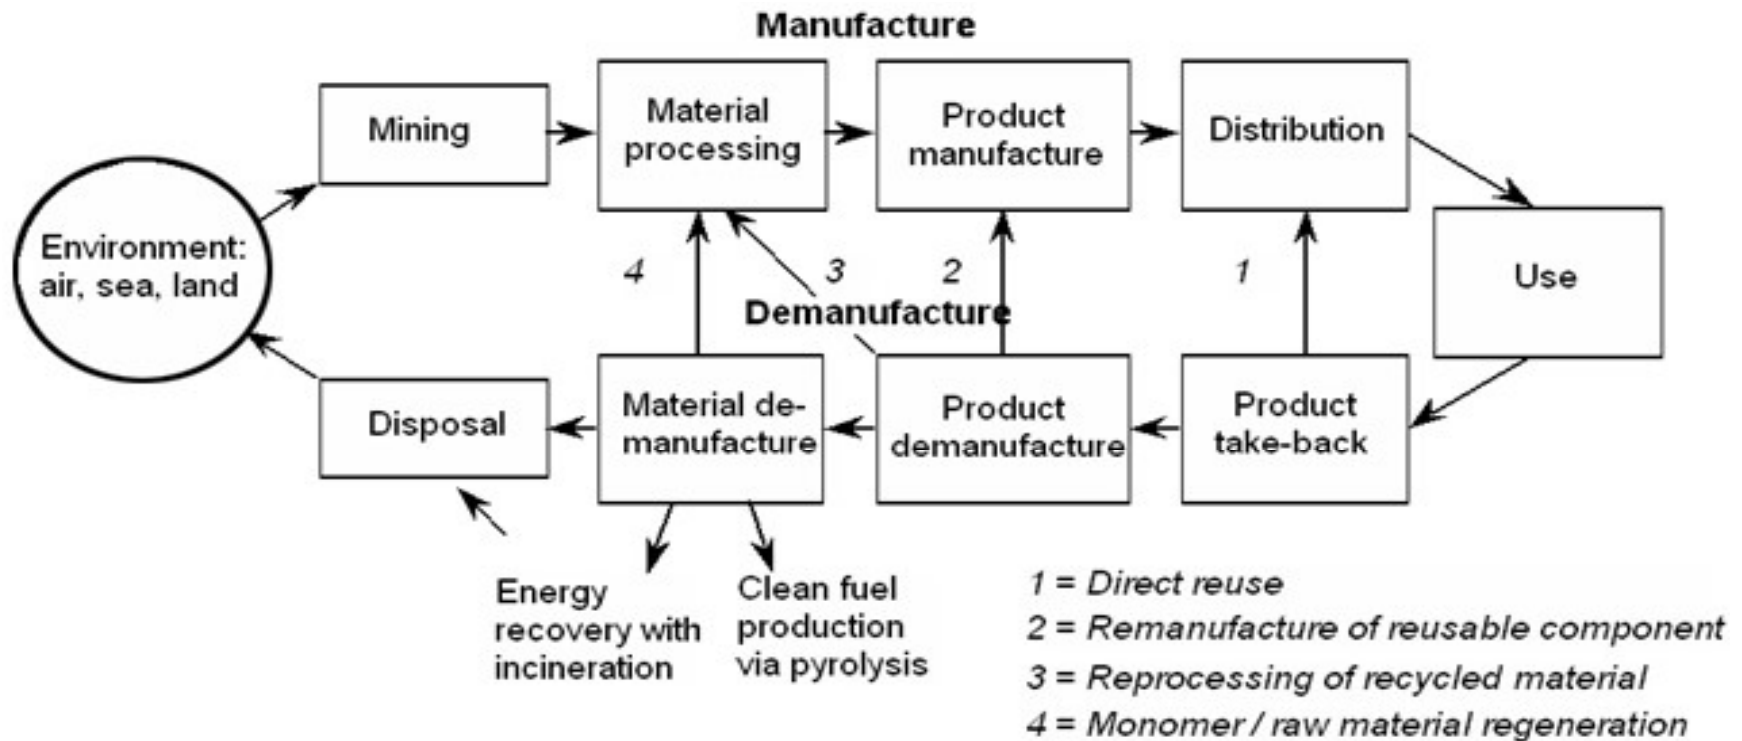 Manufacture
Mining
Material
processing
Product
manufacture
Distribution
Environment:
air, sea, land
Use
4
3
2
1
Demanufacture
Disposal
Material de-
manufacture
Product
demanufacture
Product
take-back
Energy
recovery with
incineration
Clean fuel
production
via pyrolysis
1 = Direct reuse
2 = Remanufacture of reusable component
3 = Reprocessing of recycled material
4 = Monomer / raw material regeneration